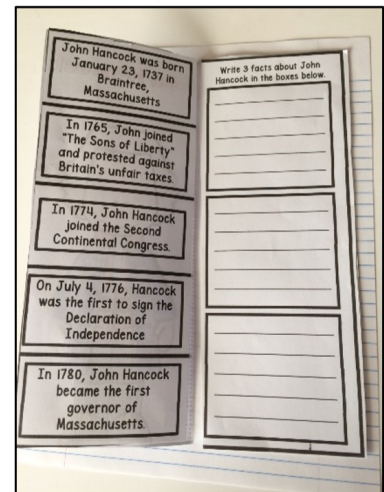 John Hancock was born
January 23, 1737 in
Braintree,
Massachusetts
In 1765, John joined
"The Sons of Liberty"
and protested against
Britain's unfair taxes.
In 1774, John Hancock
joined the Second
Continental Congress.
On July 4, 1776, Hancock
was the first to sign the
Declaration of
Independence
In 1780, John Hancock
became the first
governor of
Massachusetts.
Write 3 facts about John
Hancock in the boxes below.